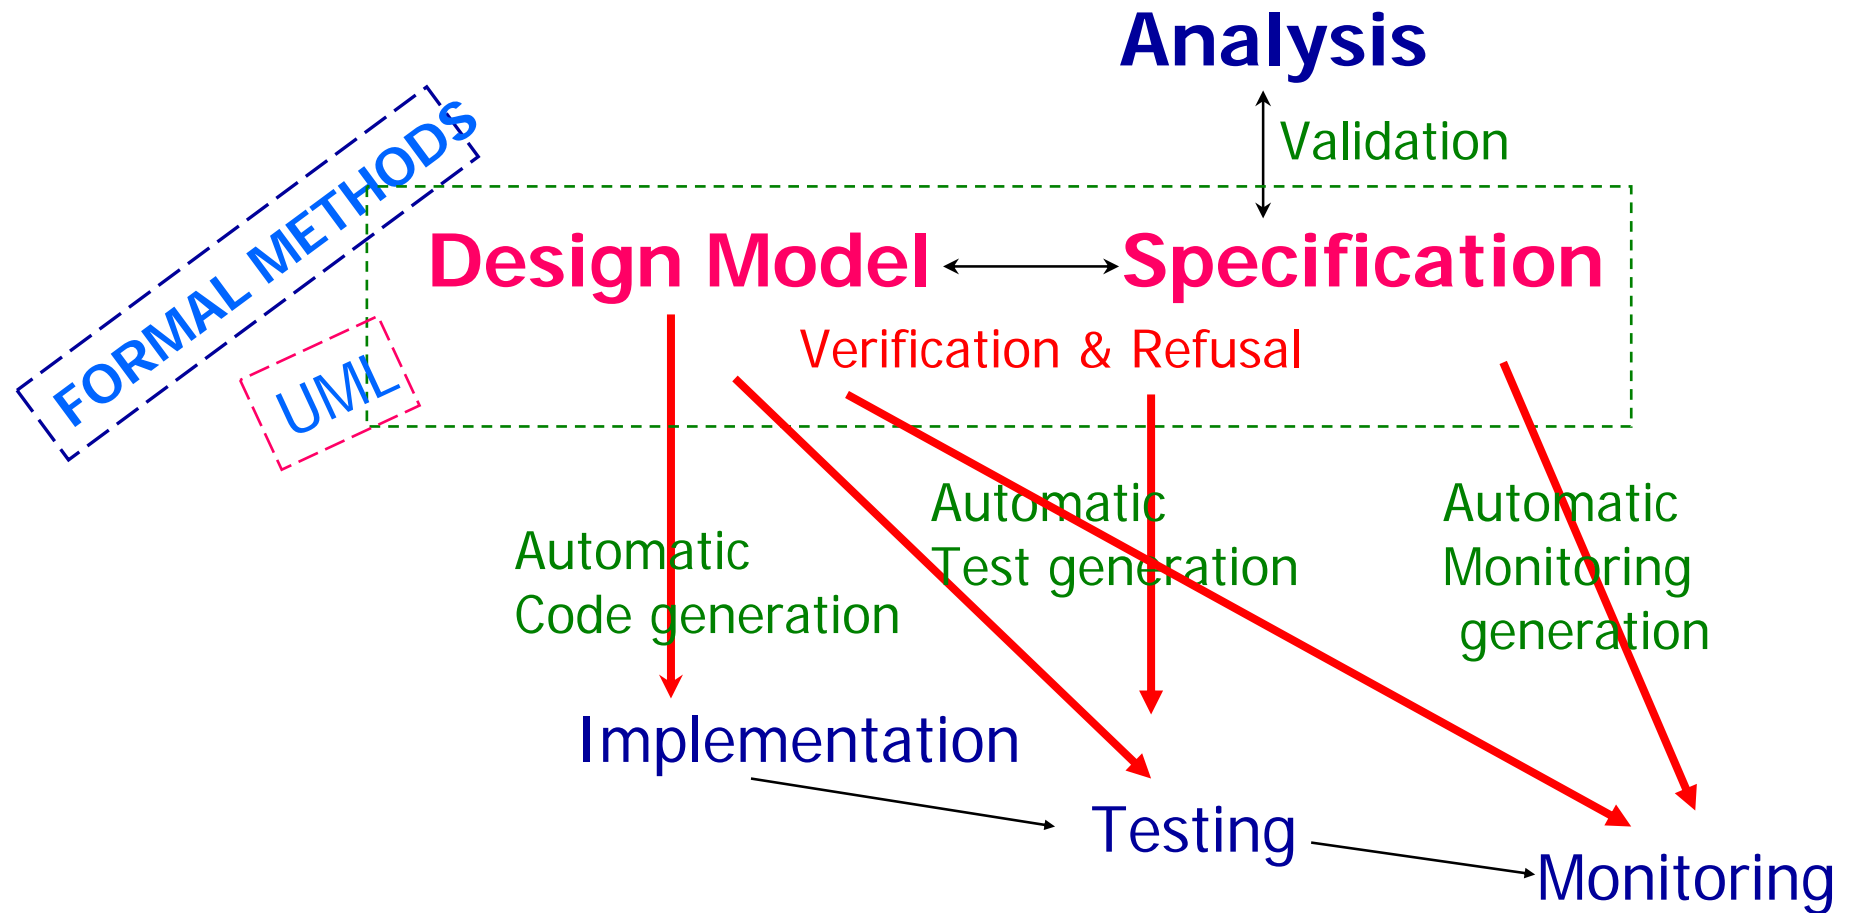 Analysis
Validation
FORMAL METHODS
Design Model
Specification
Verification & Refusal
UML
Automatic
Code generation
Automatic
Test generation
Automatic
Monitoring
generation
Implementation
Testing
Monitoring